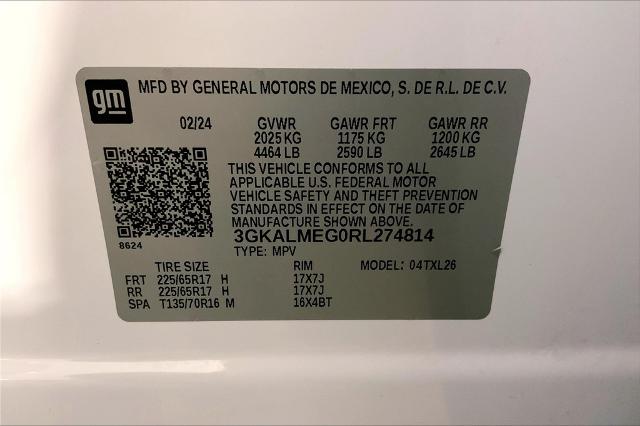 gm
MFD BY GENERAL MOTORS DE MEXICO, S. DE R.L. DE C.V.
02/24 GVWR GAWR FRT GAWR RR
2025 KG 1175 KG 1200 KG
4464 LB 2590 LB 2645 LB
THIS VEHICLE CONFORMS TO ALL
APPLICABLE U.S. FEDERAL MOTOR
VEHICLE SAFETY AND THEFT PREVENTION
STANDARDS IN EFFECT ON THE DATE OF
MANUFACTURE SHOWN ABOVE.
8624
3GKALMEG0RL274814
TYPE: MPV
TIRE SIZE RIM MODEL: 04TXL26
FRT 225/65R17 H 17X7J
RR 225/65R17 H 17X7J
SPA T135/70R16 M 16X4BT